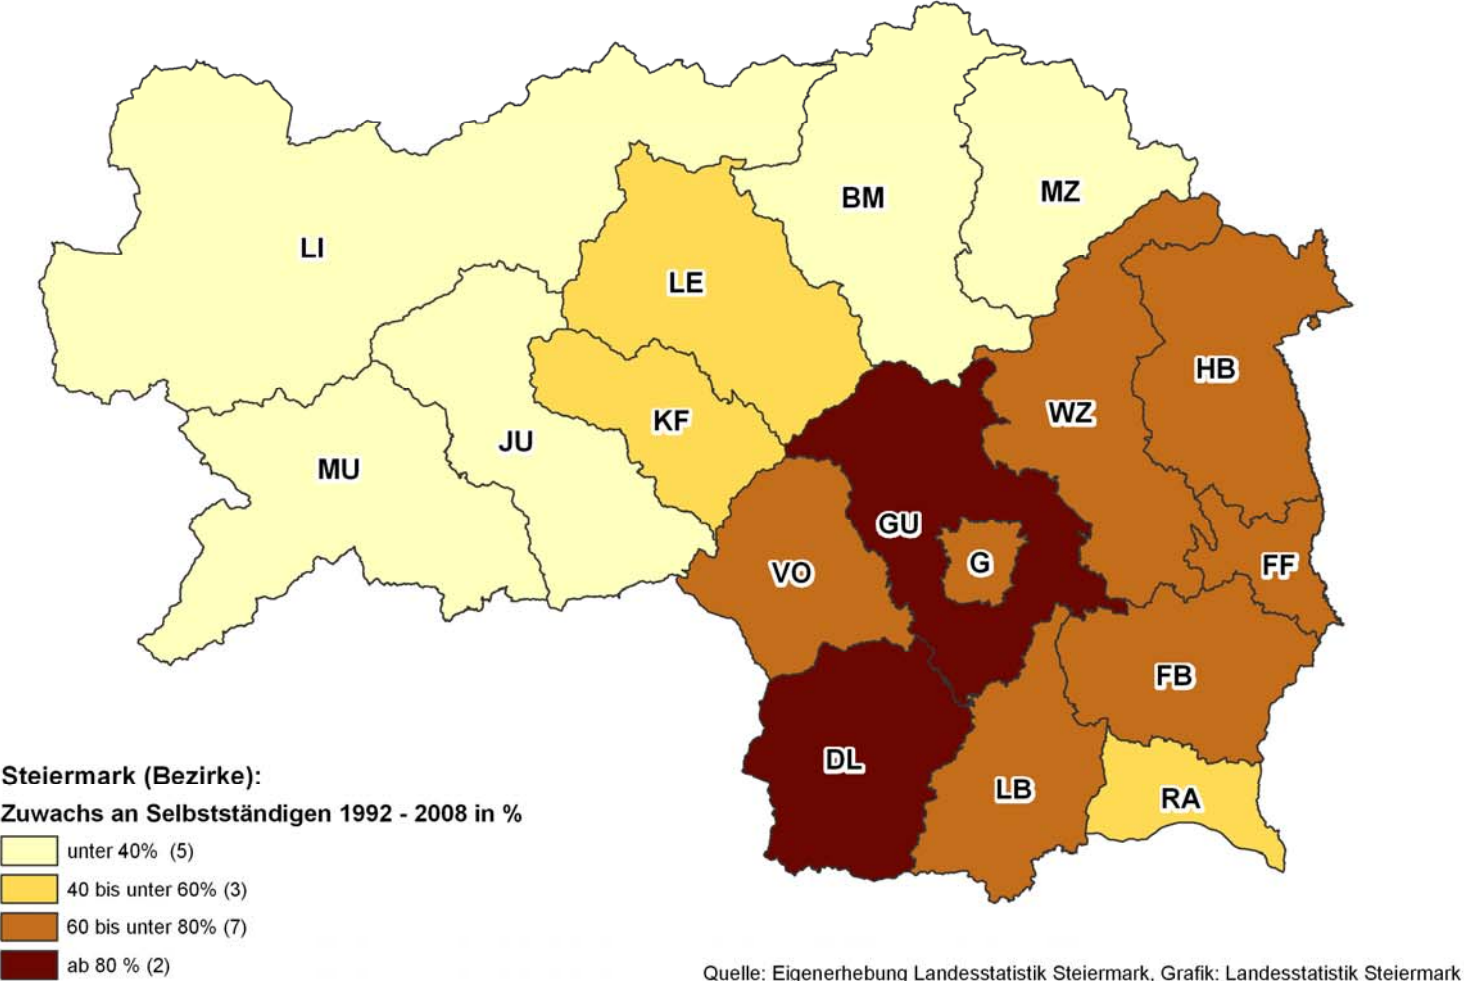 BM
MZ
LI
LE
HB
WZ
KF
JU
MU
GU
G
FF
VO
FB
DL
LB
RA
Steiermark (Bezirke):
Zuwachs an Selbstständigen 1992 - 2008 in %
unter 40% (5)
40 bis unter 60% (3)
60 bis unter 80% (7)
ab 80 % (2)
Quelle: Eigenerhebung Landesstatistik Steiermark, Grafik: Landesstatistik Steiermark